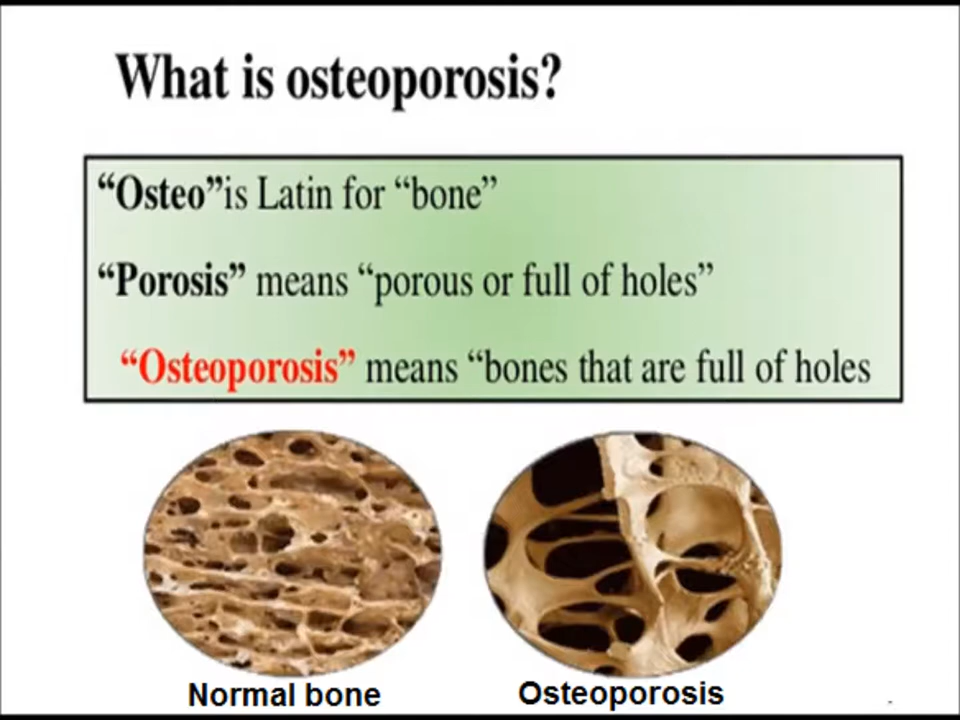 What is osteoporosis?
“Osteo”is Latin for “bone”
“Porosis” means “porous or full of holes”
“Osteoporosis” means “bones that are full of holes
Normal bone
Osteoporosis